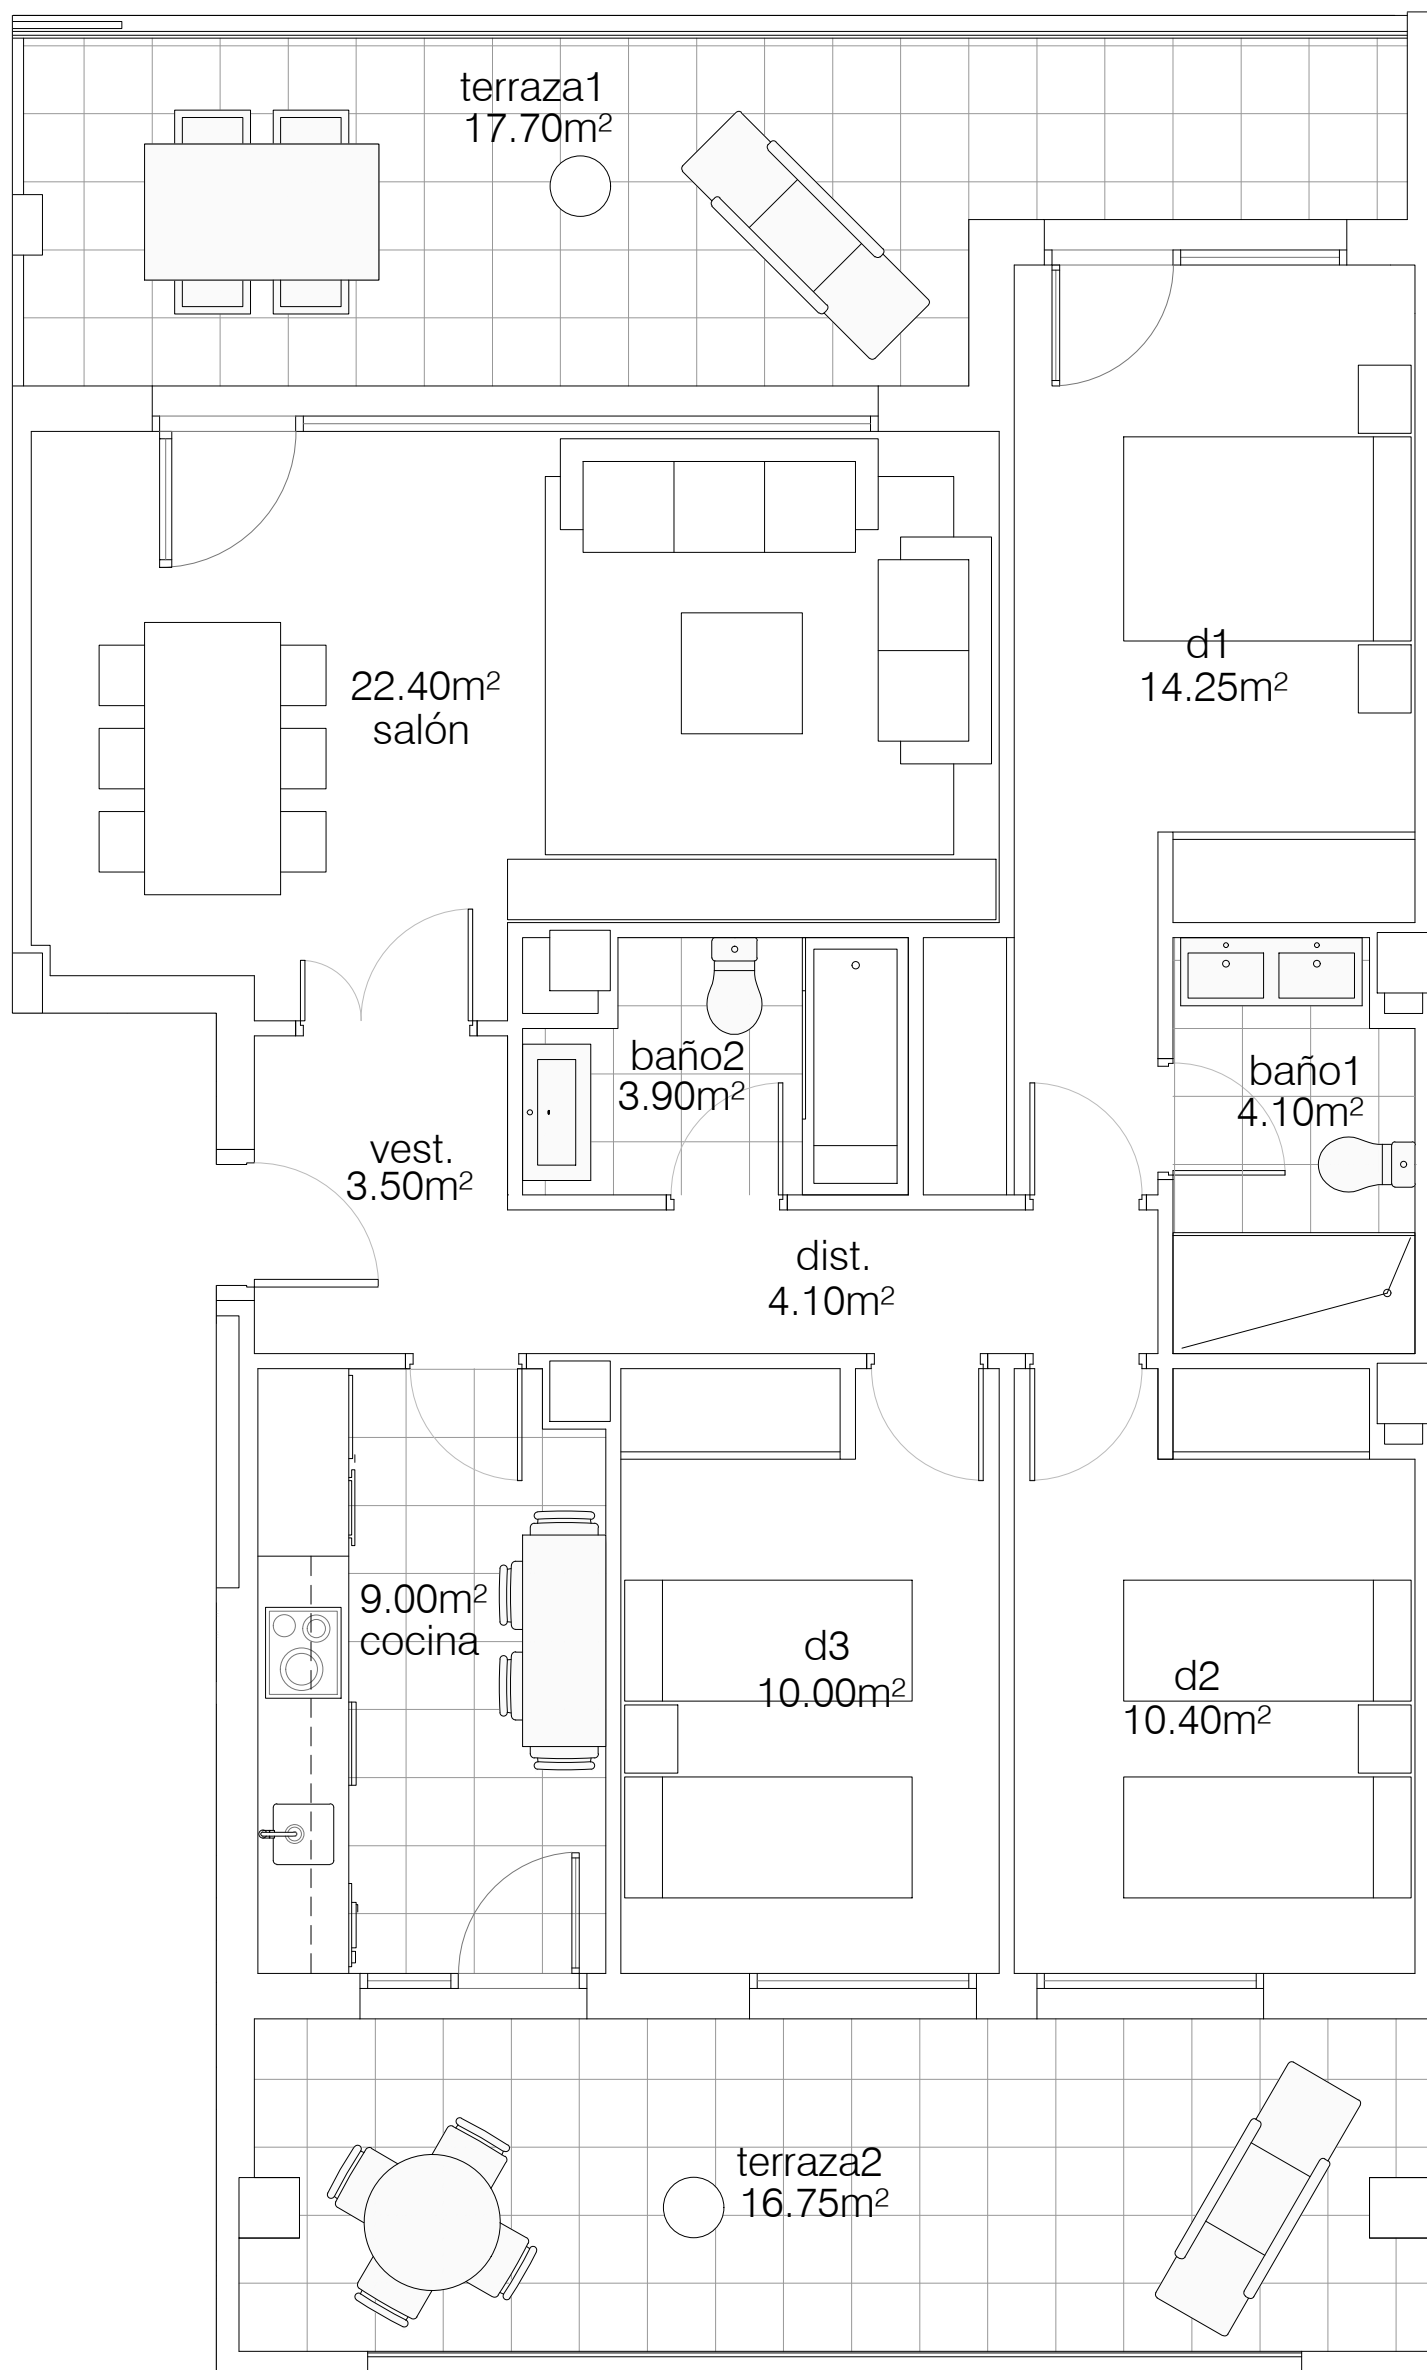 terraza1
17.70m²
d1
14.25m²
22.40m²
salón
baño2
3.90m²
baño1
4.10m²
vest.
3.50m²
dist.
4.10m²
9.00m²
cocina
d3
10.00m²
d2
10.40m²
terraza2
16.75m²